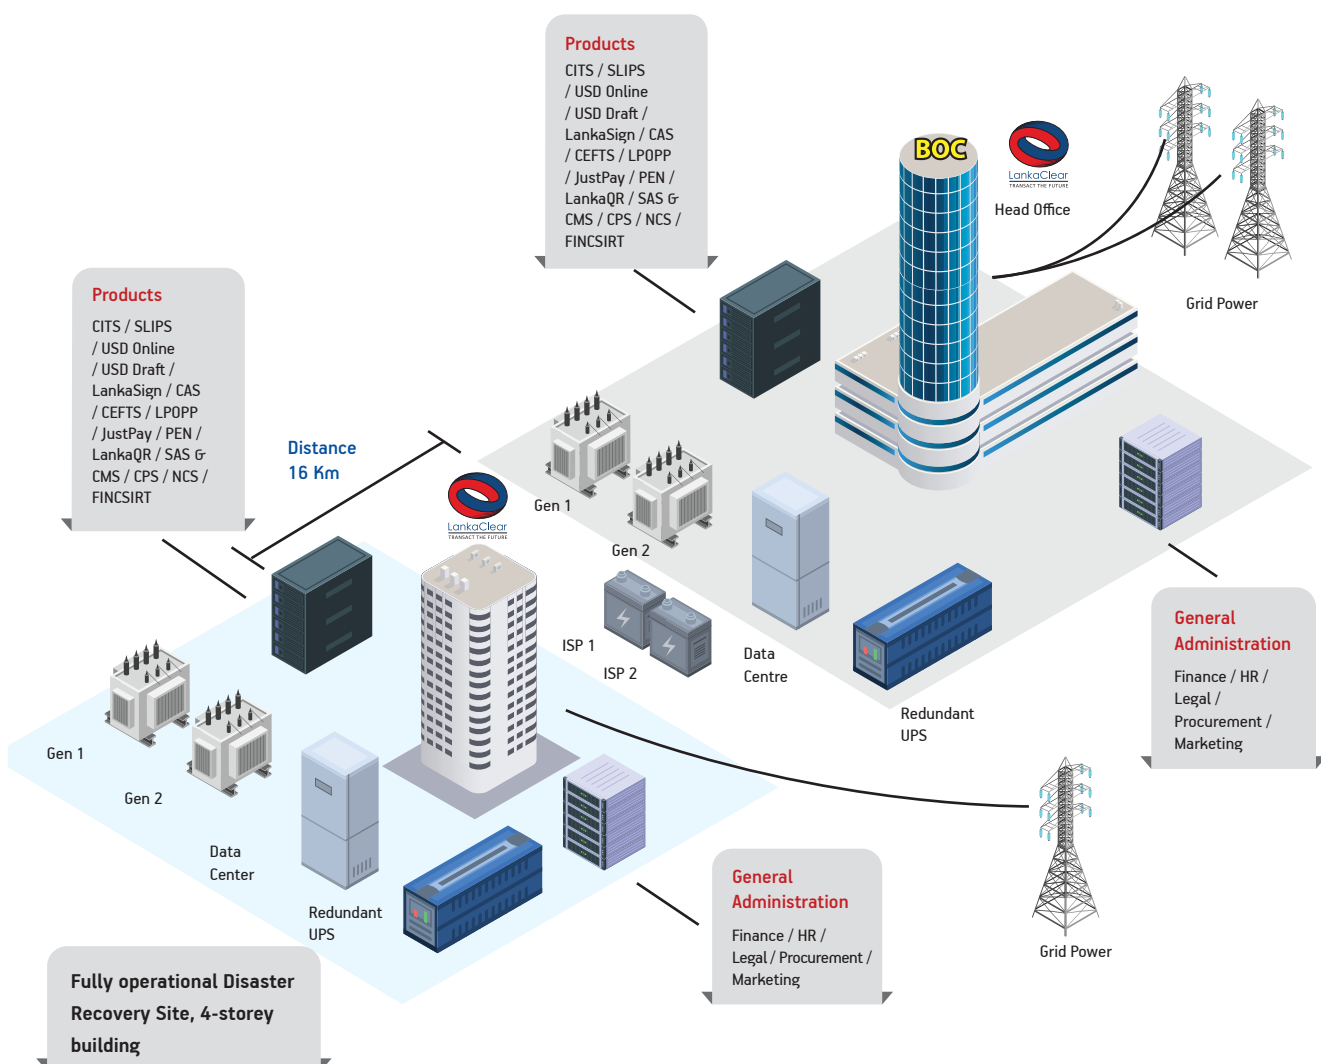 Products
CITS / SLIPS
/ USD Online
/ USD Draft /
LankaSign / CAS
/ CEFTS / LPOPP
/ JustPay / PEN /
LankaQR / SAS &
CMS / CPS / NCS /
FINCSIRT
BOC
LankaClear
TRANSACT THE FUTURE
Head Office
Grid Power
Products
CITS / SLIPS
/ USD Online
/ USD Draft /
LankaSign / CAS
/ CEFTS / LPOPP
/ JustPay / PEN /
LankaQR / SAS &
CMS / CPS / NCS /
FINCSIRT
Distance
16 Km
LankaClear
TRANSACT THE FUTURE
Gen 1
Gen 2
ISP 1
ISP 2
Data
Centre
Redundant
UPS
General
Administration
Finance / HR /
Legal /
Procurement /
Marketing
Gen 1
Gen 2
Data
Center
Redundant
UPS
General
Administration
Finance / HR /
Legal / Procurement /
Marketing
Grid Power
Fully operational Disaster
Recovery Site, 4-storey
building